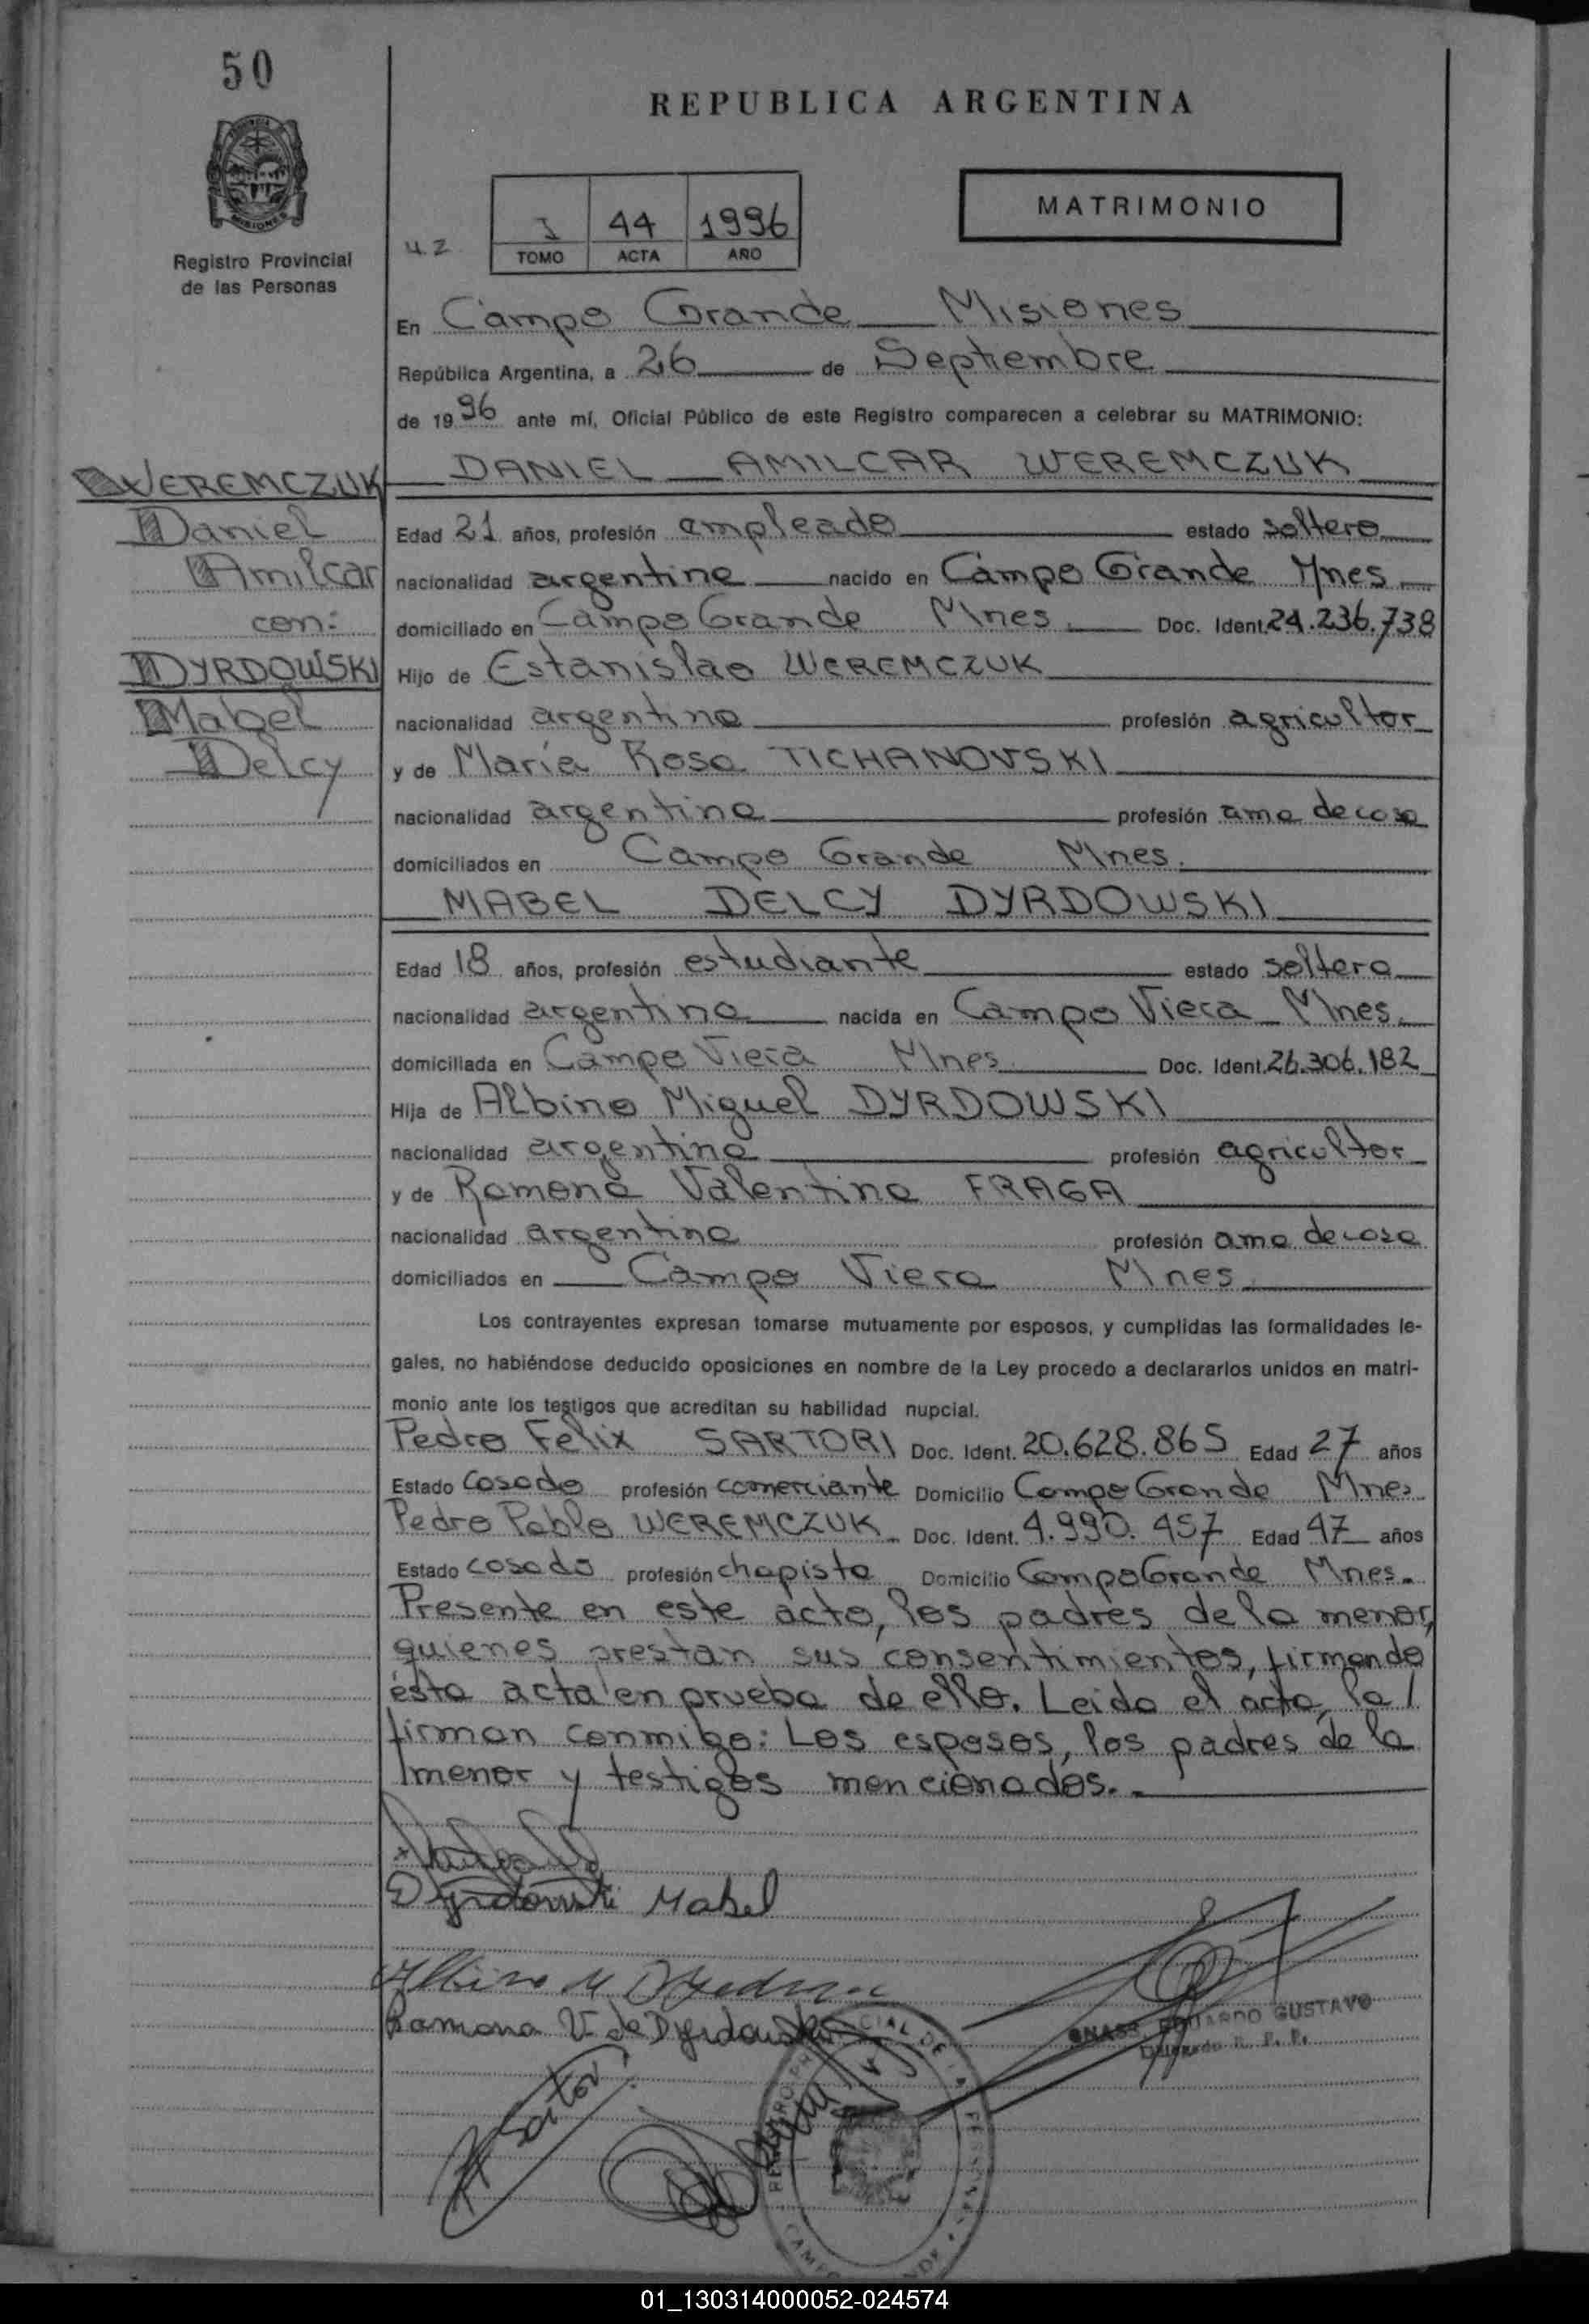 50
REPUBLICA ARGENTINA
MISIONES
Registro Provincial
de las Personas
MATRIMONIO
I 44 1996
TOMO ACTA AÑO
En Campo Grande Misiones
República Argentina, a 26 de Septiembre
de 1996 ante mí, Oficial Público de este Registro comparecen a celebrar su MATRIMONIO:
WEREMCZUK
Daniel
Amilcar
con:
DYRDOWSKI
Mabel
Delcy
DANIEL AMILCAR WEREMCZUK
Edad 21 años, profesión empleado estado soltero
nacionalidad argentino nacido en Campo Grande Mnes
domiciliado en Campo Grande Mnes. Doc. Ident. 24.236.738
Hijo de Estanislao WEREMCZUK
nacionalidad argentino profesión agricultor
y de María Rosa TICHANOVSKI
nacionalidad argentina profesión ama de casa
domiciliados en Campo Grande Mnes.
MABEL DELCY DYRDOWSKI
Edad 18 años, profesión estudiante estado soltera
nacionalidad argentina nacida en Campo Viera Mnes.
domiciliada en Campo Viera Mnes. Doc. Ident. 26.306.182
Hija de Albino Miguel DYRDOWSKI
nacionalidad argentino profesión agricultor
y de Ramona Valentina FRAGA
nacionalidad argentina profesión ama de casa
domiciliados en Campo Viera Mnes.
Los contrayentes expresan tomarse mutuamente por esposos, y cumplidas las formalidades le-
gales, no habiéndose deducido oposiciones en nombre de la Ley procedo a declararlos unidos en matri-
monio ante los testigos que acreditan su habilidad nupcial.
Pedro Felix SARTORI Doc. Ident. 20.628.865 Edad 27 años
Estado casado profesión comerciante Domicilio Campo Grande Mnes
Pedro Pablo WEREMCZUK Doc. Ident. 4.990.457 Edad 47 años
Estado casado profesión chapista Domicilio Campo Grande Mnes.
Presente en este acto, los padres de la menor,
quienes prestan sus consentimientos, firmando
ésta acta en prueba de ello. Leida el acta, la
firman conmigo: Los esposos, los padres de la
menor y testigos mencionados.
Dyrdowski Mabel
Albino M
Ramona V. de Dyrdowski
EDUARDO GUSTAVO
Delegado R. P. P.
Sartori
01_130314000052-024574